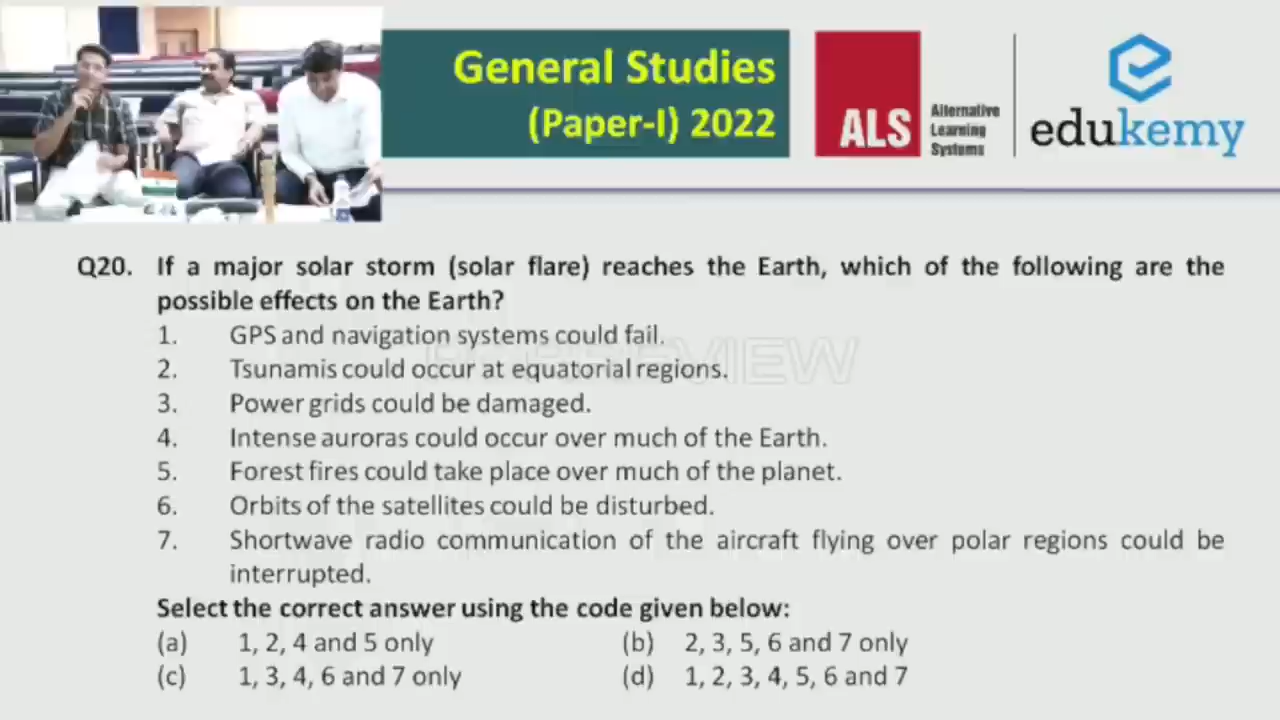 General Studies
(Paper-I) 2022
ALS
Alternative
Learning
Systems
edukemy
Q20. If a major solar storm (solar flare) reaches the Earth, which of the following are the
possible effects on the Earth?
1. GPS and navigation systems could fail.
2. Tsunamis could occur at equatorial regions.
3. Power grids could be damaged.
4. Intense auroras could occur over much of the Earth.
5. Forest fires could take place over much of the planet.
6. Orbits of the satellites could be disturbed.
7. Shortwave radio communication of the aircraft flying over polar regions could be
interrupted.
Select the correct answer using the code given below:
(a) 1, 2, 4 and 5 only (b) 2, 3, 5, 6 and 7 only
(c) 1, 3, 4, 6 and 7 only (d) 1, 2, 3, 4, 5, 6 and 7